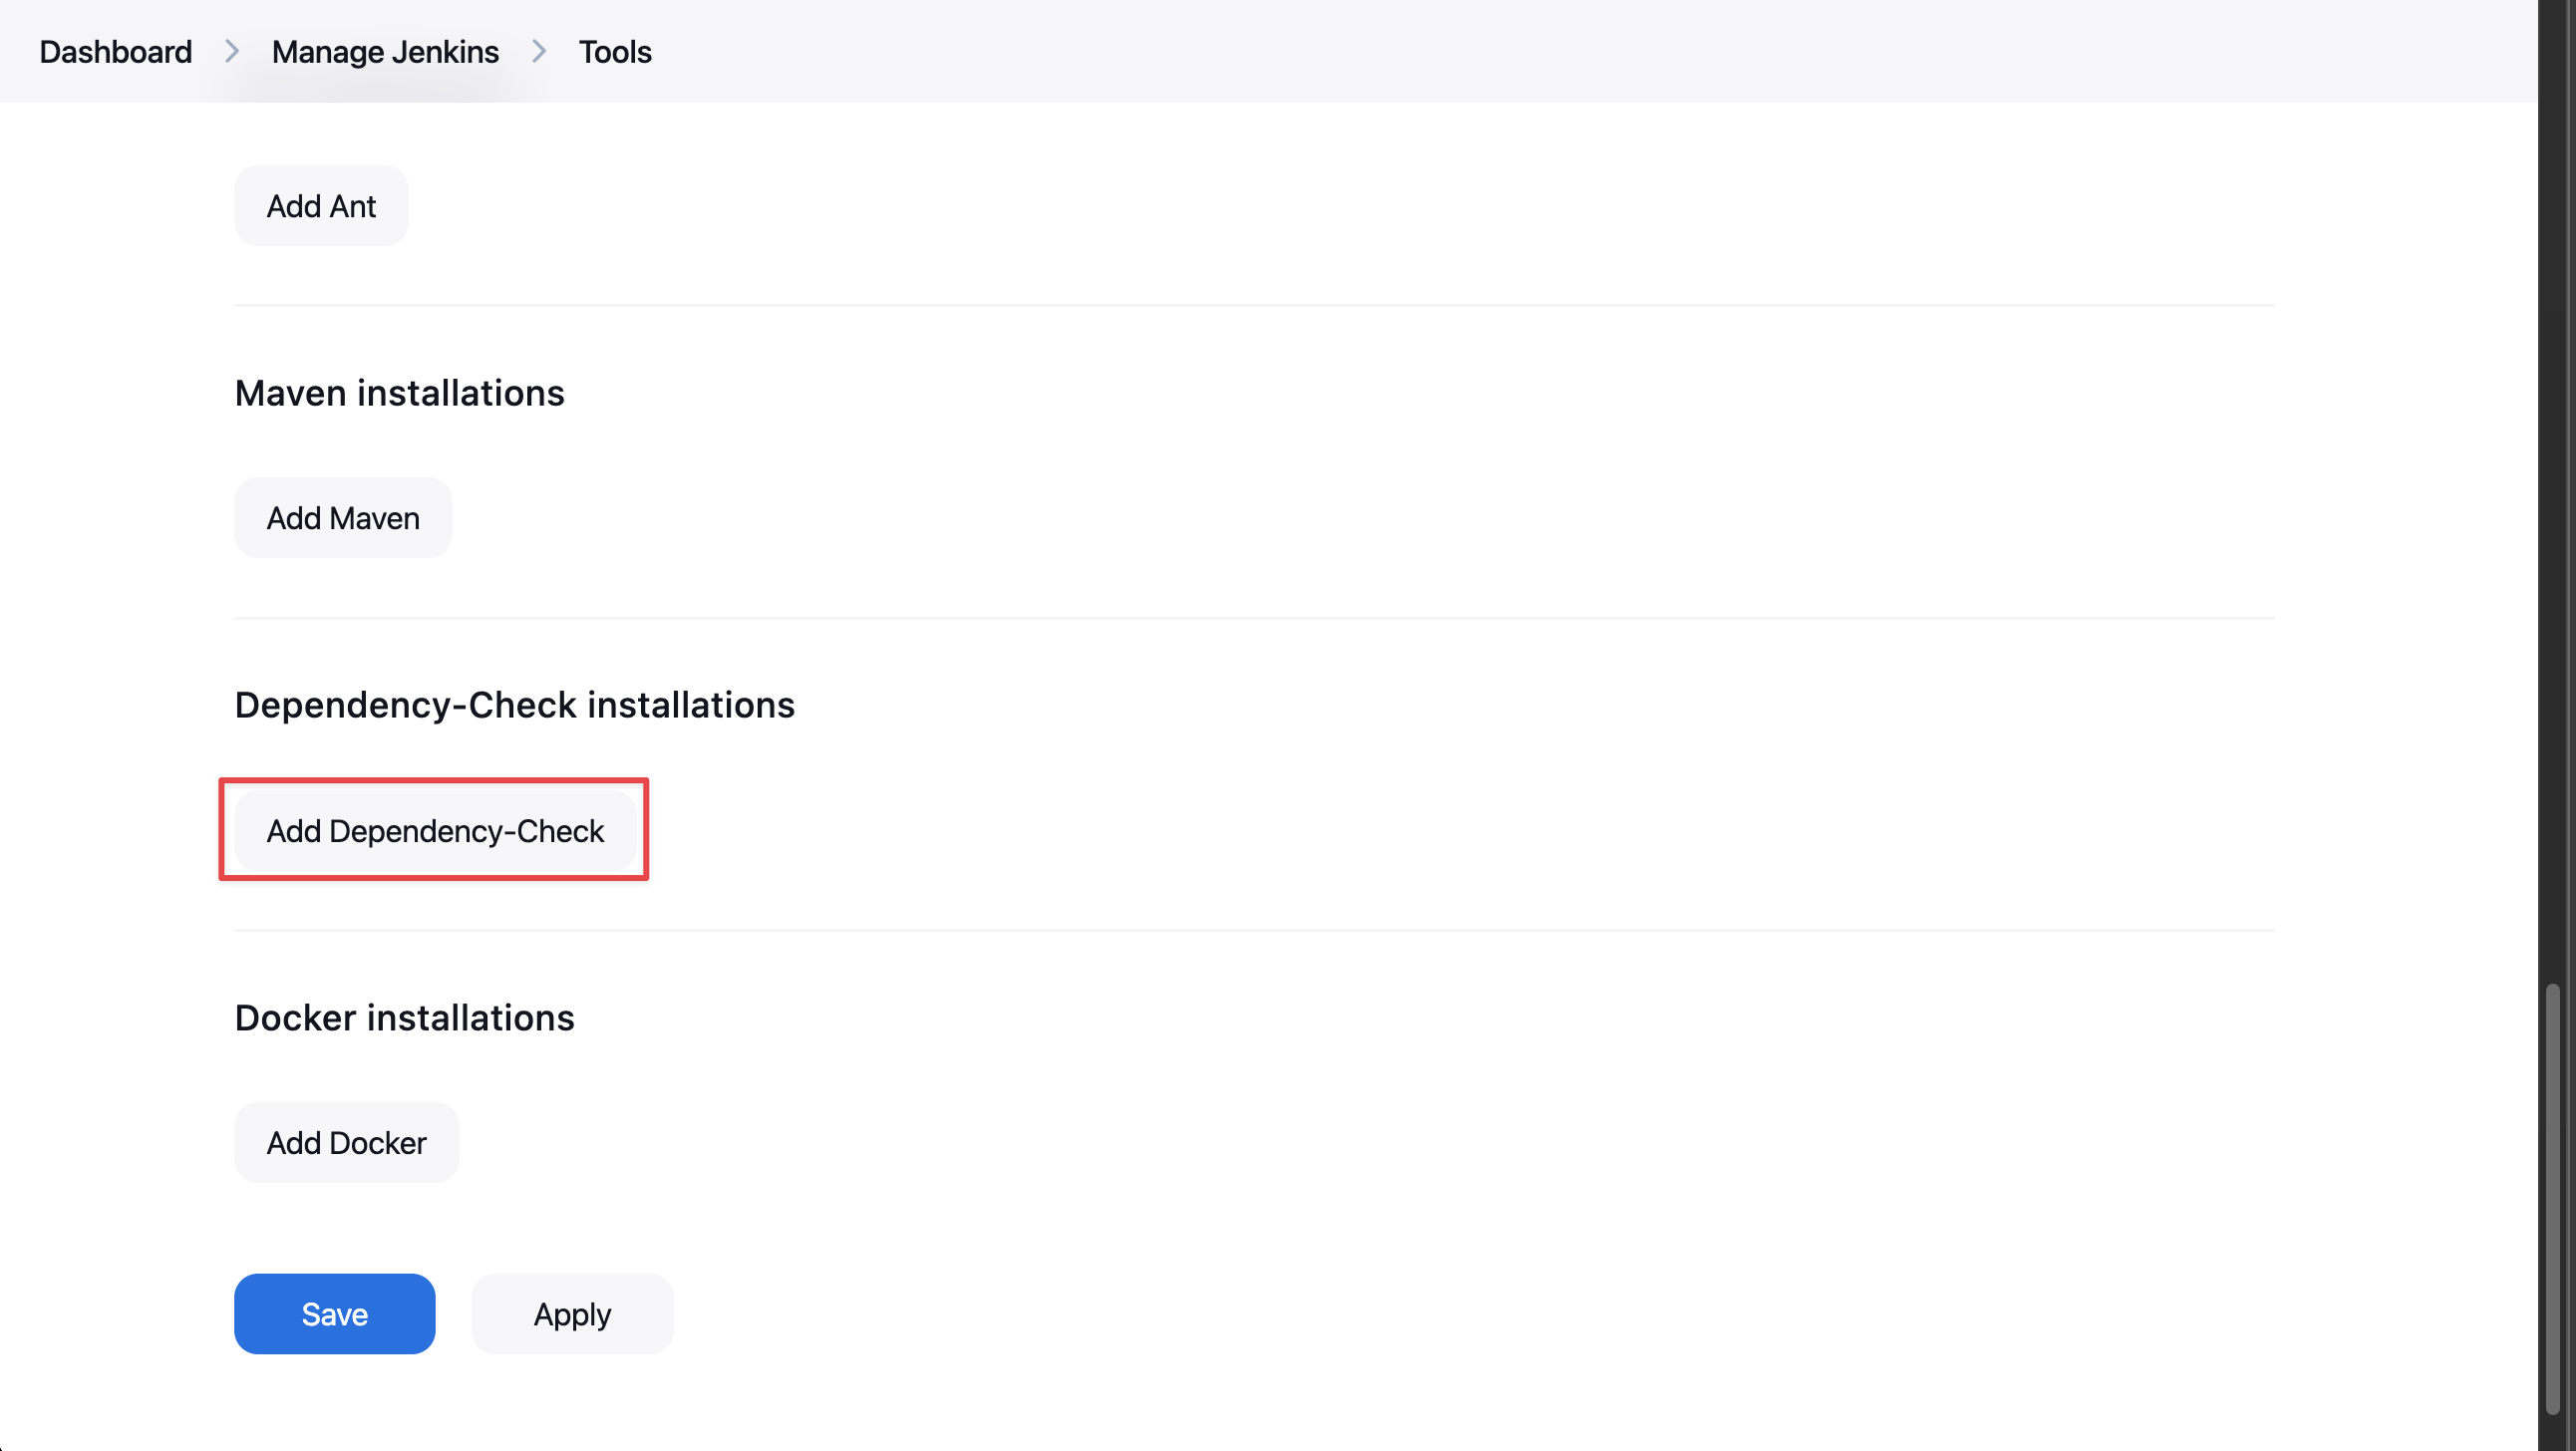 Dashboard > Manage Jenkins > Tools
Add Ant
Maven installations
Add Maven
Dependency-Check installations
Add Dependency-Check
Docker installations
Add Docker
Save Apply